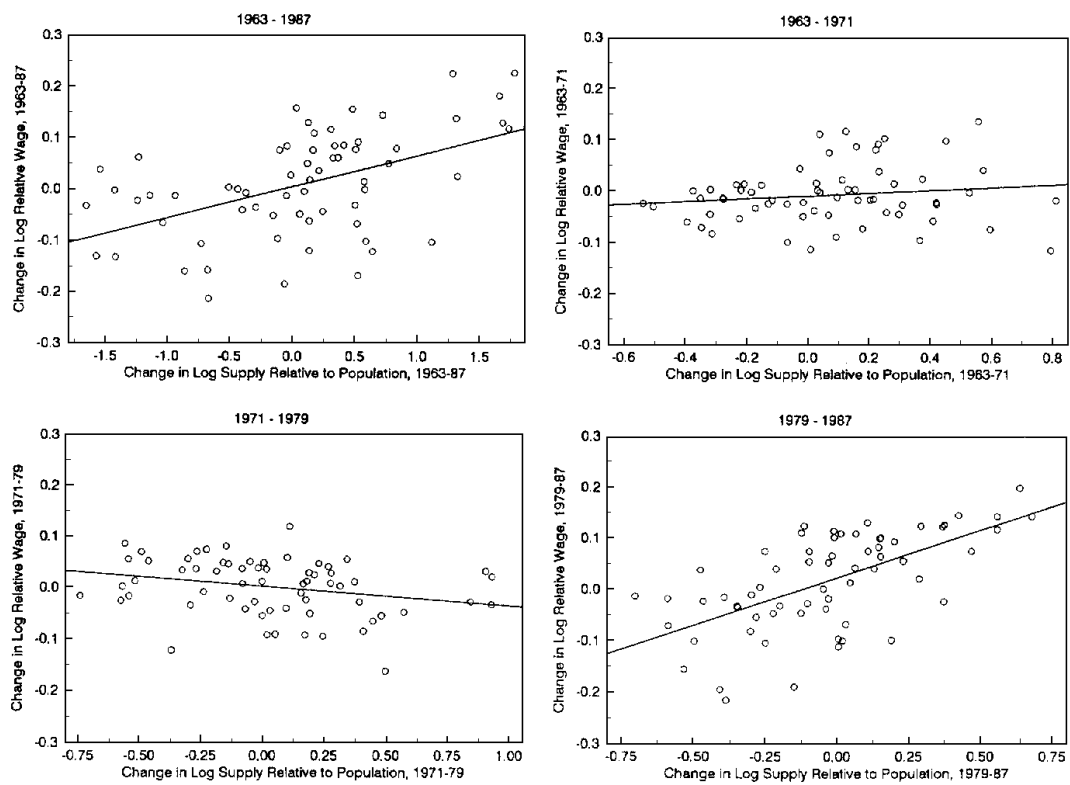 1963 - 1987
0.3
0.2
0.1
0.0
-0.1
-0.2
-0.3
Change in Log Relative Wage, 1963-87
-1.5 -1.0 -0.5 0.0 0.5 1.0 1.5
Change in Log Supply Relative to Population, 1963-87
1963 - 1971
0.3
0.2
0.1
0.0
-0.1
-0.2
-0.3
Change in Log Relative Wage, 1963-71
-0.6 -0.4 -0.2 0.0 0.2 0.4 0.6 0.8
Change in Log Supply Relative to Population, 1963-71
1971 - 1979
0.3
0.2
0.1
0.0
-0.1
-0.2
-0.3
Change in Log Relative Wage, 1971-79
-0.75 -0.50 -0.25 0.00 0.25 0.50 0.75 1.00
Change in Log Supply Relative to Population, 1971-79
1979 - 1987
0.3
0.2
0.1
0.0
-0.1
-0.2
-0.3
Change in Log Relative Wage, 1979-87
-0.75 -0.50 -0.25 0.00 0.25 0.50 0.75
Change in Log Supply Relative to Population, 1979-87